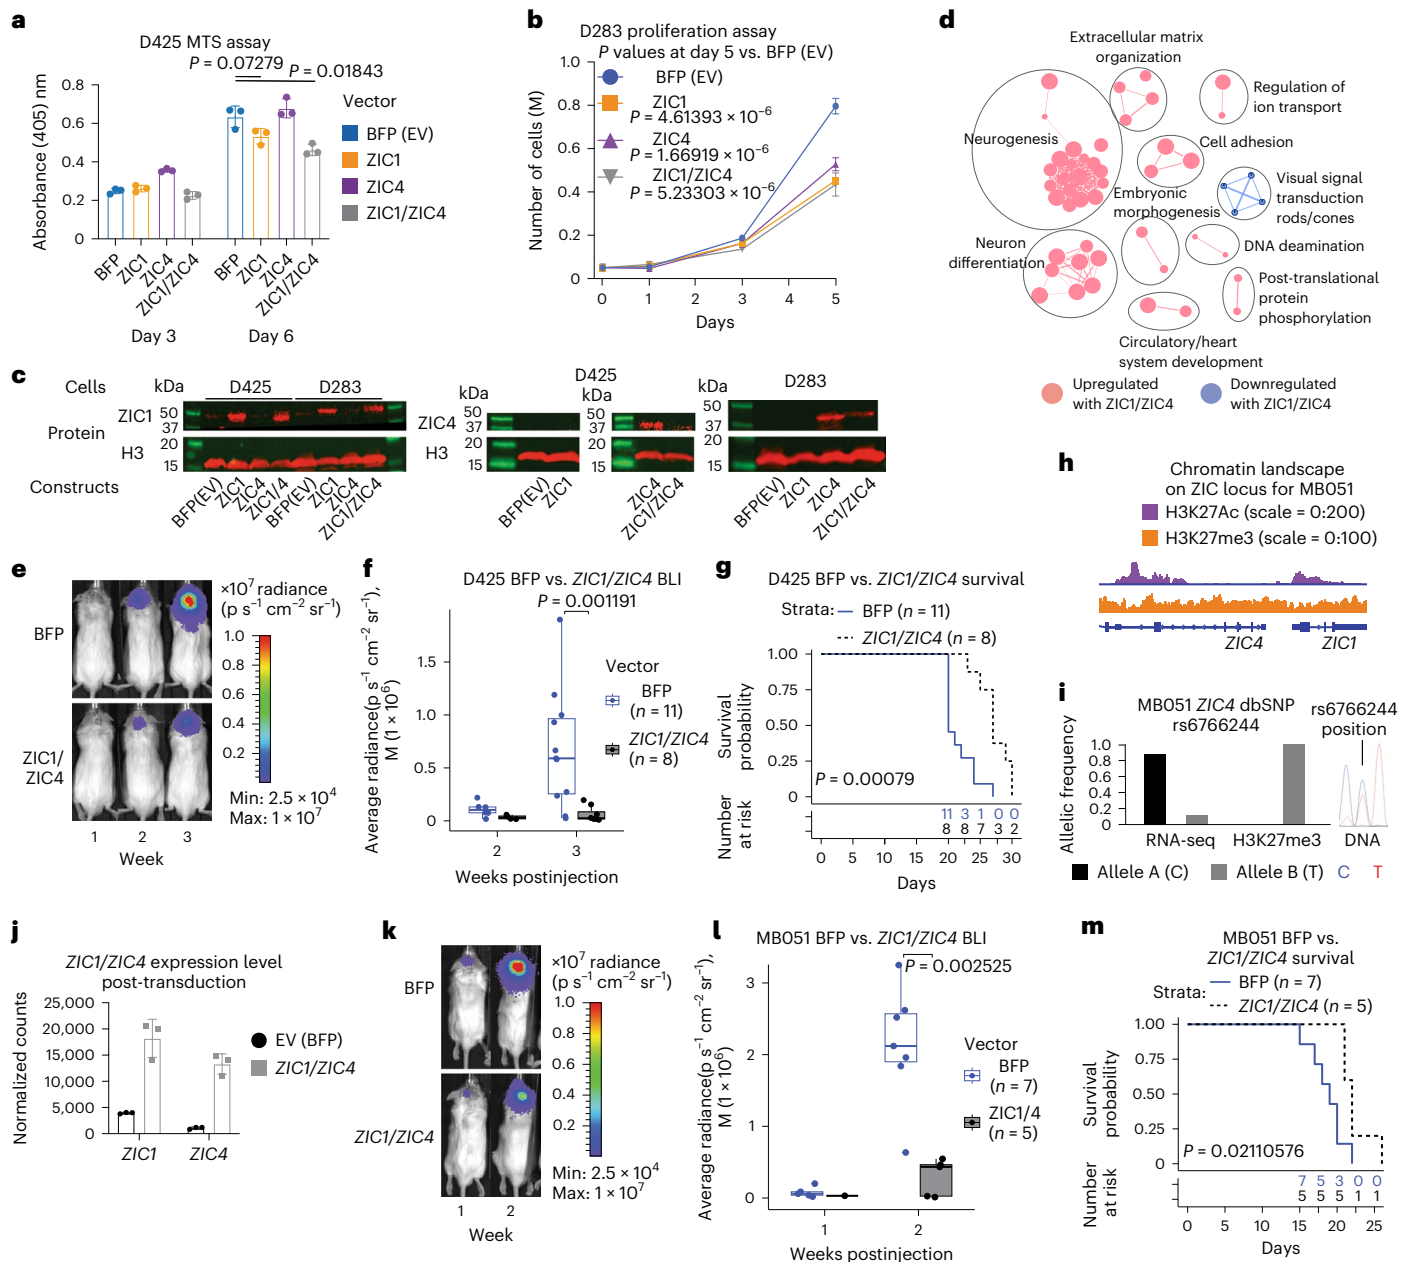 a
D425 MTS assay
P = 0.07279
P = 0.01843
Absorbance (405) nm
0.8
0.6
0.4
0.2
0
BFP
ZIC1
ZIC4
ZIC1/ZIC4
BFP
ZIC1
ZIC4
ZIC1/ZIC4
Day 3
Day 6
Vector
BFP (EV)
ZIC1
ZIC4
ZIC1/ZIC4
b
D283 proliferation assay
P values at day 5 vs. BFP (EV)
Number of cells (M)
1.0
0.8
0.6
0.4
0.2
0
BFP (EV)
ZIC1
P = 4.61393 × 10⁻⁶
ZIC4
P = 1.66919 × 10⁻⁶
ZIC1/ZIC4
P = 5.23303 × 10⁻⁶
0 1 2 3 4 5
Days
d
Extracellular matrix
organization
Regulation of
ion transport
Neurogenesis
Cell adhesion
Visual signal
transduction
rods/cones
Embryonic
morphogenesis
Neuron
differentiation
DNA deamination
Post-translational
protein
phosphorylation
Circulatory/heart
system development
Upregulated
with ZIC1/ZIC4
Downregulated
with ZIC1/ZIC4
c
Cells
kDa
D425
D283
Protein
ZIC1
50
37
H3
20
15
Constructs
BFP(EV)
ZIC1
ZIC4
ZIC1/4
BFP(EV)
ZIC1
ZIC4
ZIC1/ZIC4
D425
kDa
kDa
ZIC4
50
37
50
37
H3
20
15
20
15
BFP(EV)
ZIC1
ZIC4
ZIC1/ZIC4
kDa
D283
50
37
20
15
BFP(EV)
ZIC1
ZIC4
ZIC1/ZIC4
h
Chromatin landscape
on ZIC locus for MB051
H3K27Ac (scale = 0:200)
H3K27me3 (scale = 0:100)
ZIC4
ZIC1
e
BFP
ZIC1/
ZIC4
1 2 3
Week
×10⁷ radiance
(p s⁻¹ cm⁻² sr⁻¹)
1.0
0.8
0.6
0.4
0.2
Min: 2.5 × 10⁴
Max: 1 × 10⁷
f
D425 BFP vs. ZIC1/ZIC4 BLI
P = 0.001191
Average radiance(p s⁻¹ cm⁻² sr⁻¹),
M (1 × 10⁶)
1.5
1.0
0.5
0
2 3
Weeks postinjection
Vector
BFP
(n = 11)
ZIC1/ZIC4
(n = 8)
g
D425 BFP vs. ZIC1/ZIC4 survival
Strata:
BFP (n = 11)
ZIC1/ZIC4 (n = 8)
Survival
probability
1.00
0.75
0.50
0.25
0
P = 0.00079
Number
at risk
11 3 1 0 0
8 8 7 3 2
0 5 10 15 20 25 30
Days
i
MB051 ZIC4 dbSNP
rs6766244
rs6766244
position
Allelic frequency
1.0
0.8
0.6
0.4
0.2
0
RNA-seq
H3K27me3
DNA
Allele A (C)
Allele B (T)
C
T
j
ZIC1/ZIC4 expression level
post-transduction
Normalized counts
25,000
20,000
15,000
10,000
5,000
0
ZIC1
ZIC4
EV (BFP)
ZIC1/ZIC4
k
BFP
ZIC1/ZIC4
1 2
Week
×10⁷ radiance
(p s⁻¹ cm⁻² sr⁻¹)
1.0
0.8
0.6
0.4
0.2
Min: 2.5 × 10⁴
Max: 1 × 10⁷
l
MB051 BFP vs. ZIC1/ZIC4 BLI
P = 0.002525
Average radiance(p s⁻¹ cm⁻² sr⁻¹),
M (1 × 10⁶)
3
2
1
0
1 2
Weeks postinjection
Vector
BFP
(n = 7)
ZIC1/4
(n = 5)
m
MB051 BFP vs.
ZIC1/ZIC4 survival
Strata:
BFP (n = 7)
ZIC1/ZIC4 (n = 5)
Survival
probability
1.00
0.75
0.50
0.25
0
P = 0.02110576
Number
at risk
7 5 3 0 0
5 5 5 1 1
0 5 10 15 20 25
Days